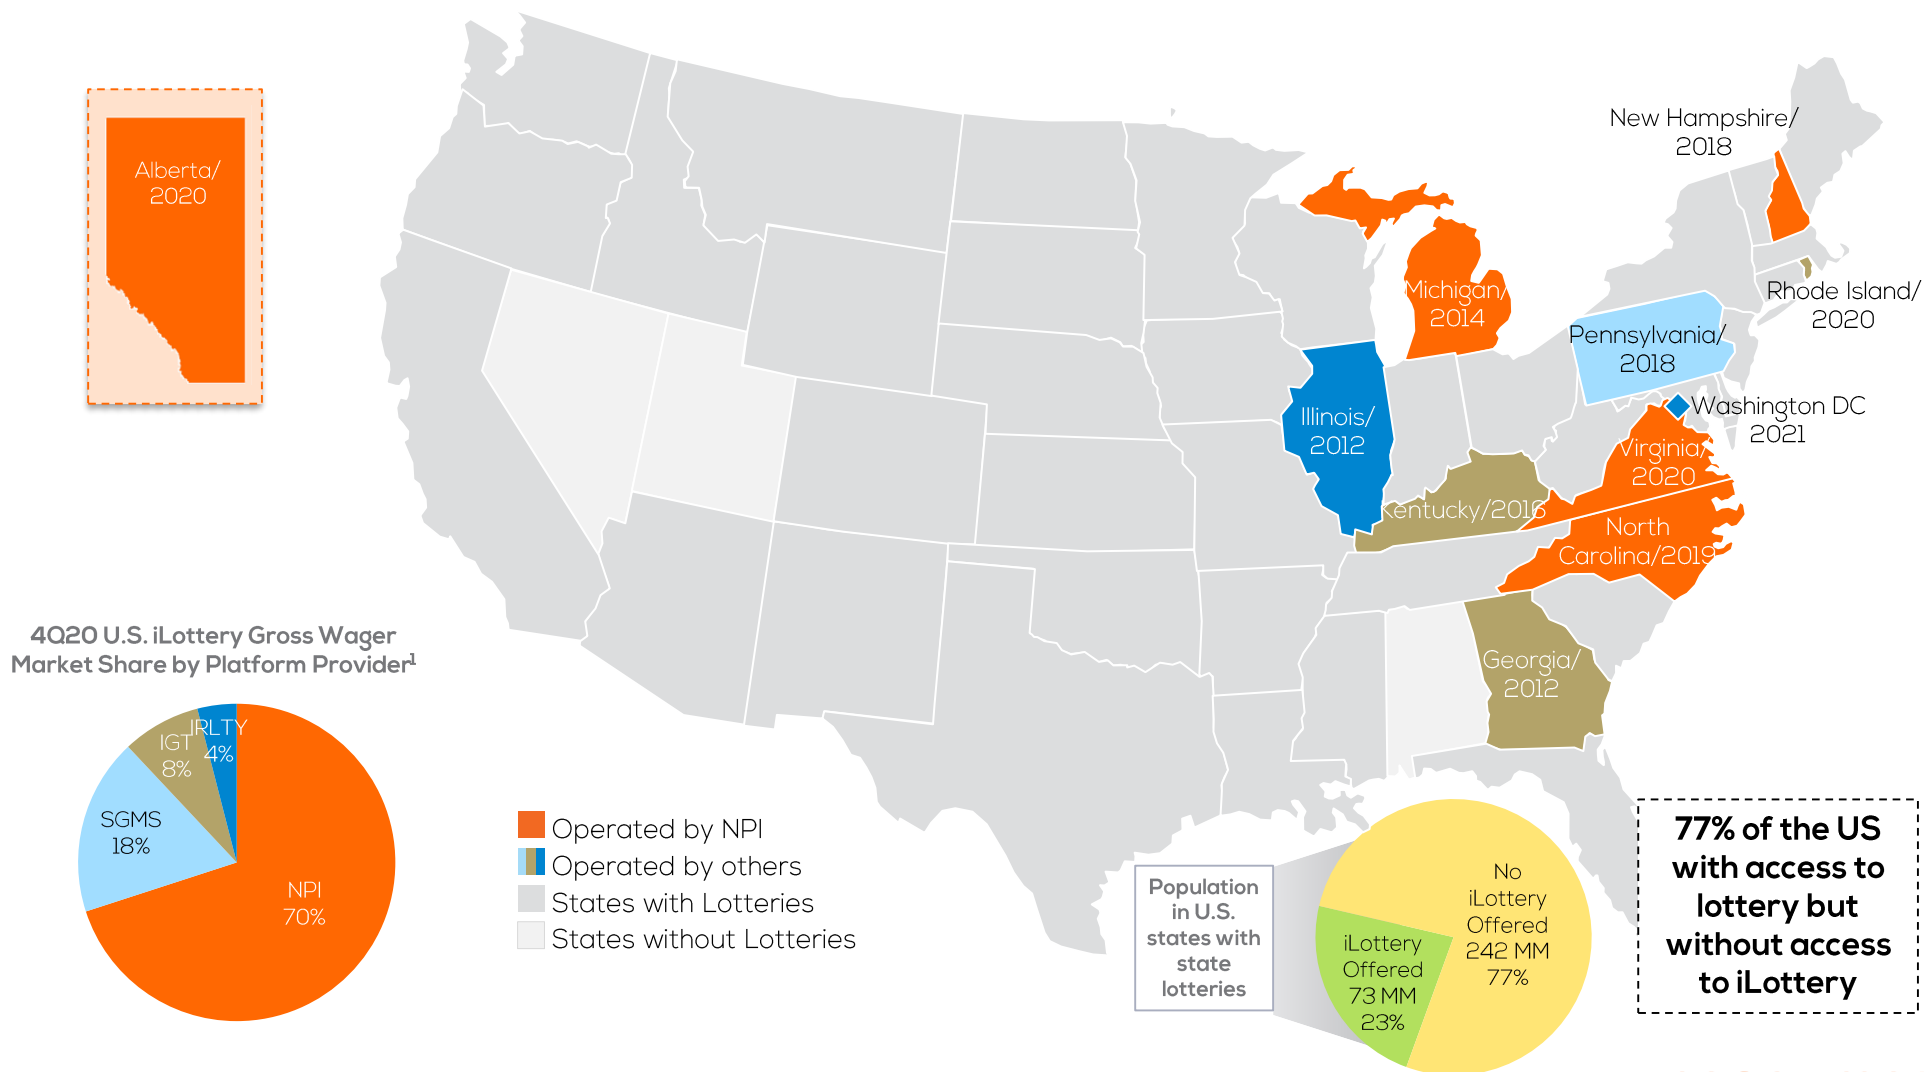 Alberta/
2020
New Hampshire/
2018
Michigan/
2014
Rhode Island/
2020
Pennsylvania/
2018
Washington DC
2021
Illinois/
2012
Virginia/
2020
Kentucky/2016
North
Carolina/2019
Georgia/
2012
4Q20 U.S. iLottery Gross Wager
Market Share by Platform Provider¹
IRLTY
4%
IGT
8%
SGMS
18%
NPI
70%
Operated by NPI
Operated by others
States with Lotteries
States without Lotteries
Population
in U.S.
states with
state
lotteries
No
iLottery
Offered
242 MM
77%
iLottery
Offered
73 MM
23%
77% of the US
with access to
lottery but
without access
to iLottery